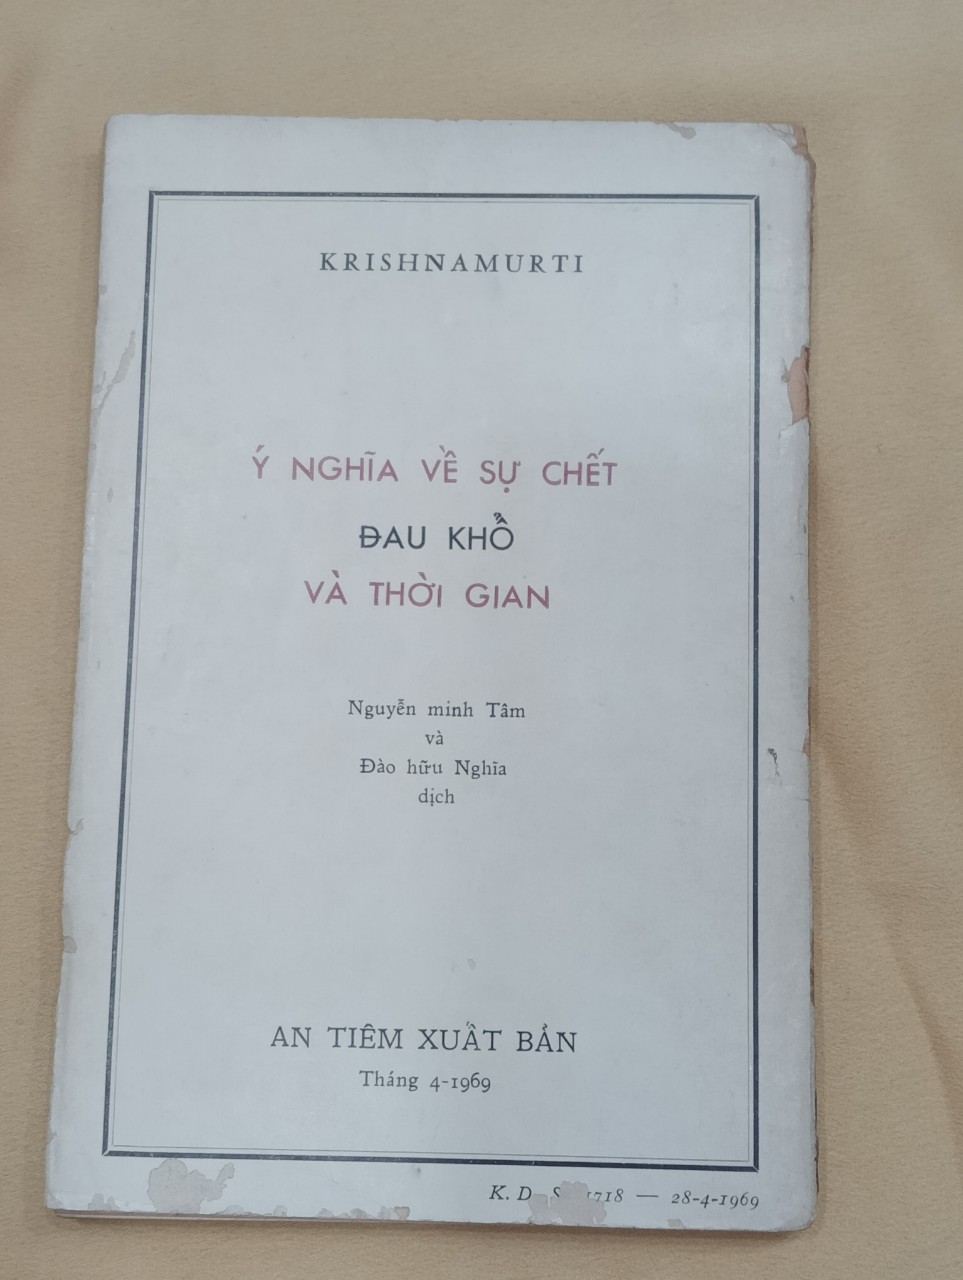 KRISHNAMURTI
Ý NGHĨA VỀ SỰ CHẾT
ĐAU KHỔ
VÀ THỜI GIAN
Nguyễn minh Tâm
và
Đào hữu Nghĩa
dịch
AN TIÊM XUẤT BẢN
Tháng 4-1969
K. D 1718 — 28-4-1969